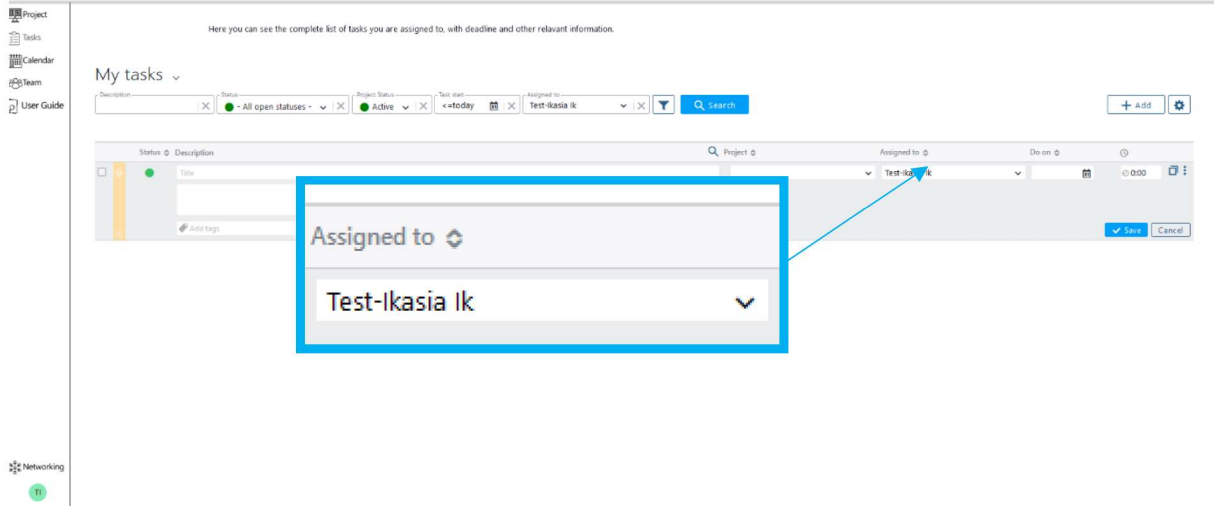 Project
Tasks
Calendar
Team
User Guide
Here you can see the complete list of tasks you are assigned to, with deadline and other relavant information.
My tasks
Description
Status
- All open statuses -
Project Status
Active
Task start
<=today
Assigned to
Test-Ikasia Ik
Search
+ Add
Status
Description
Project
Assigned to
Do on
Title
Test-Ikasia Ik
0:00
Add tags
Save
Cancel
Assigned to
Test-Ikasia Ik
Networking
TI